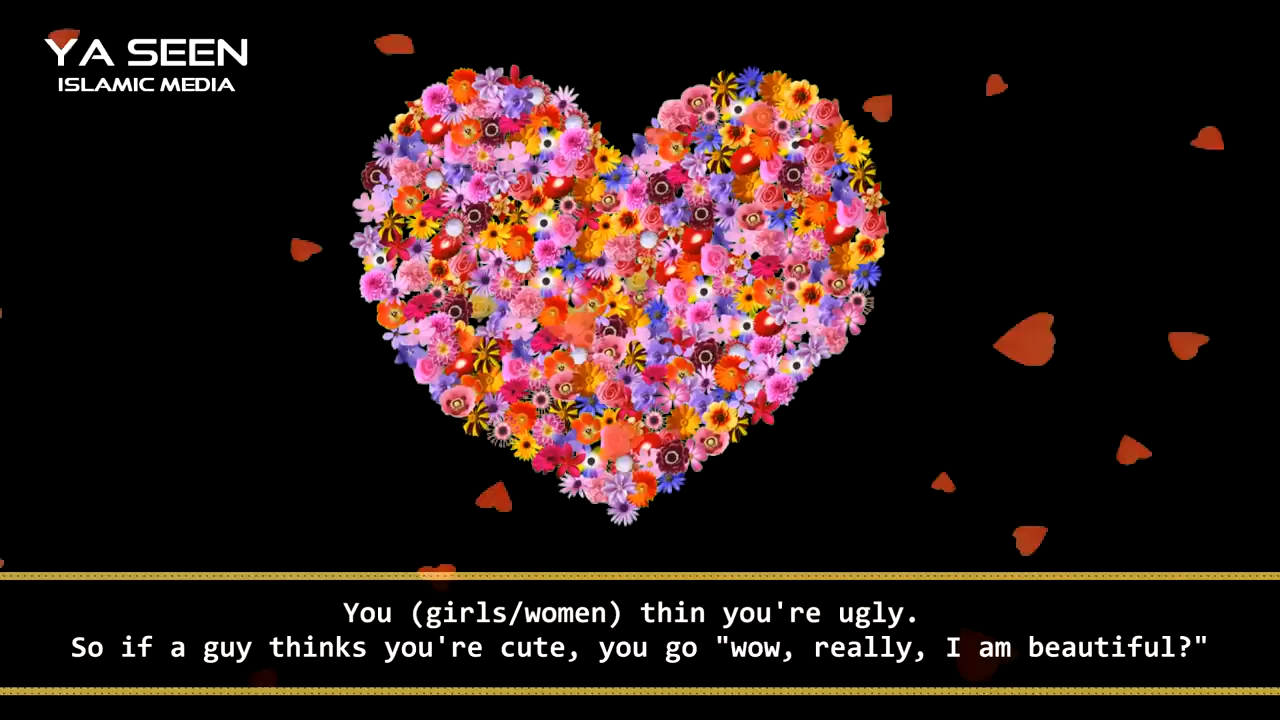 YA SEEN
ISLAMIC MEDIA
You (girls/women) thin you're ugly.
So if a guy thinks you're cute, you go "wow, really, I am beautiful?"